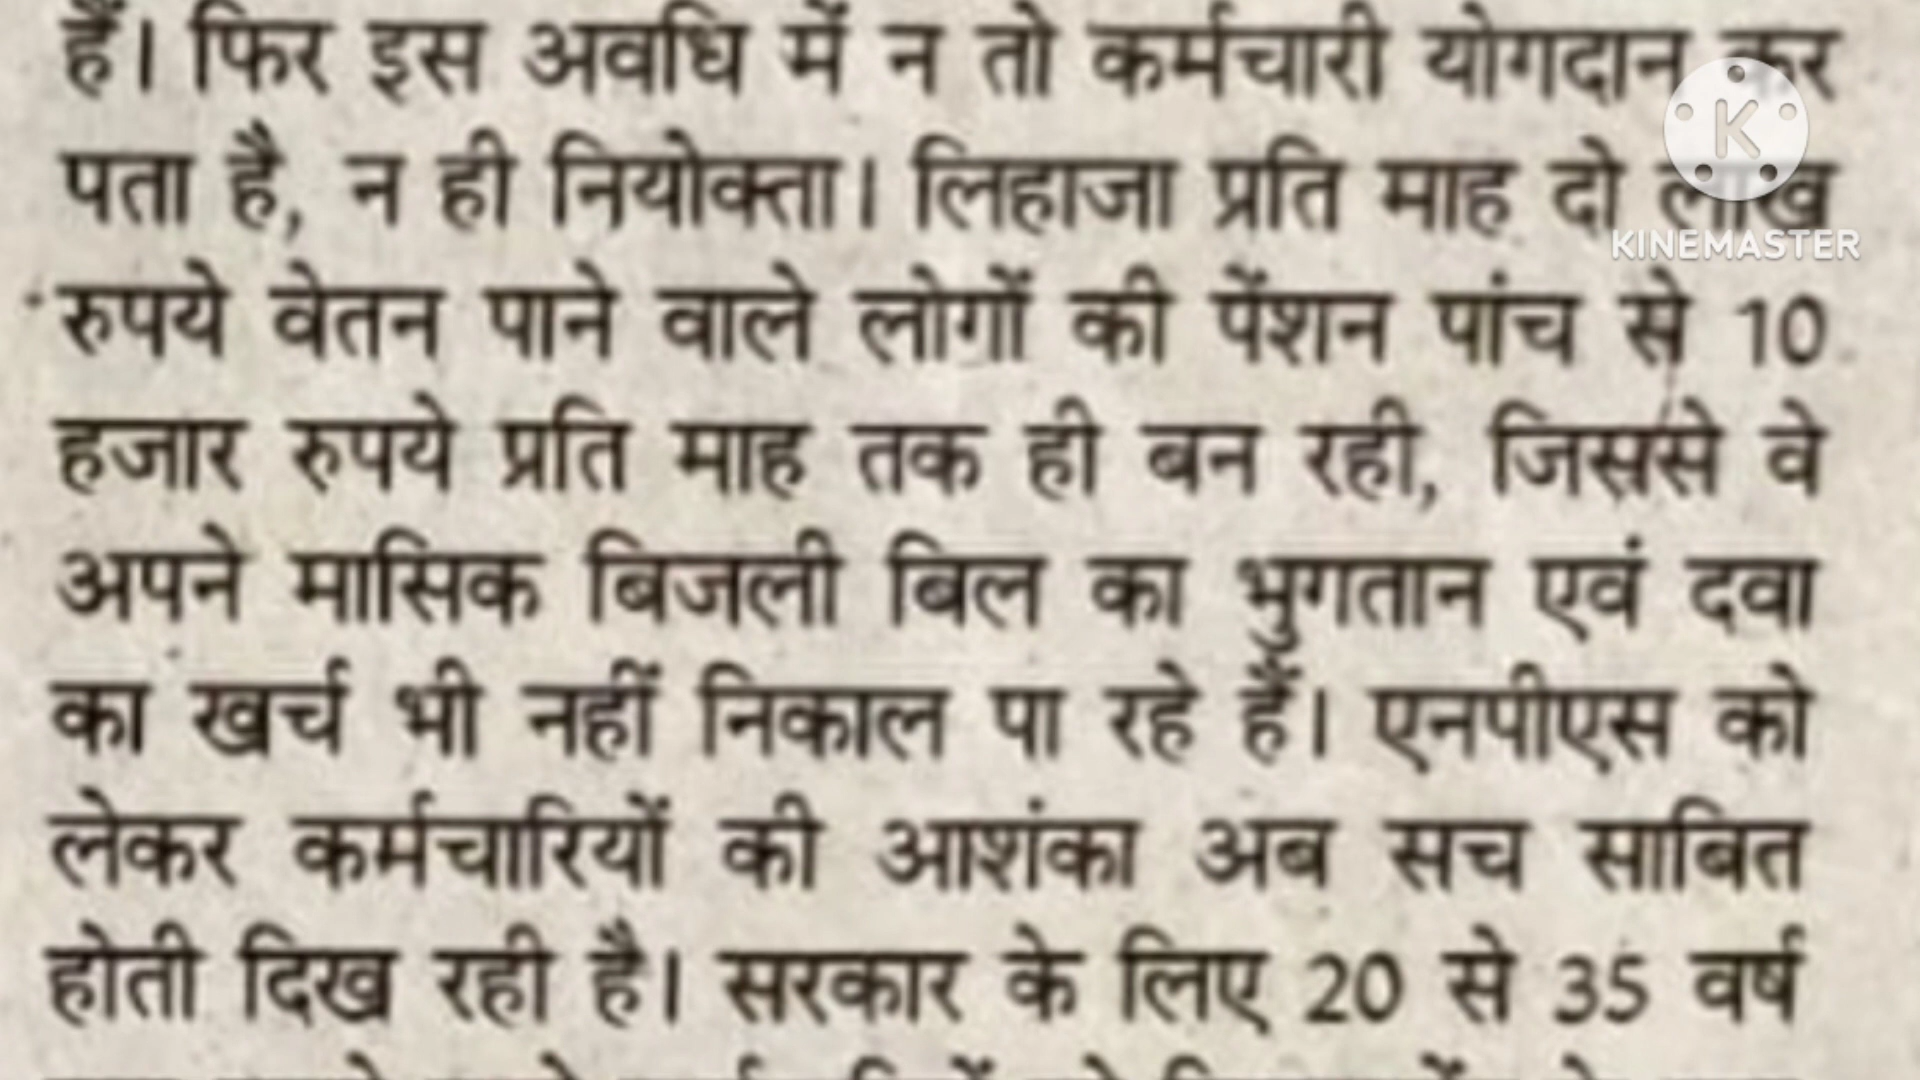 हैं। फिर इस अवधि में न तो कर्मचारी योगदान कर
पता है, न ही नियोक्ता। लिहाजा प्रति माह दो लाख
रुपये वेतन पाने वाले लोगों की पेंशन पांच से 10
हजार रुपये प्रति माह तक ही बन रही, जिससे वे
अपने मासिक बिजली बिल का भुगतान एवं दवा
का खर्च भी नहीं निकाल पा रहे हैं। एनपीएस को
लेकर कर्मचारियों की आशंका अब सच साबित
होती दिख रही है। सरकार के लिए 20 से 35 वर्ष
K
KINEMASTER